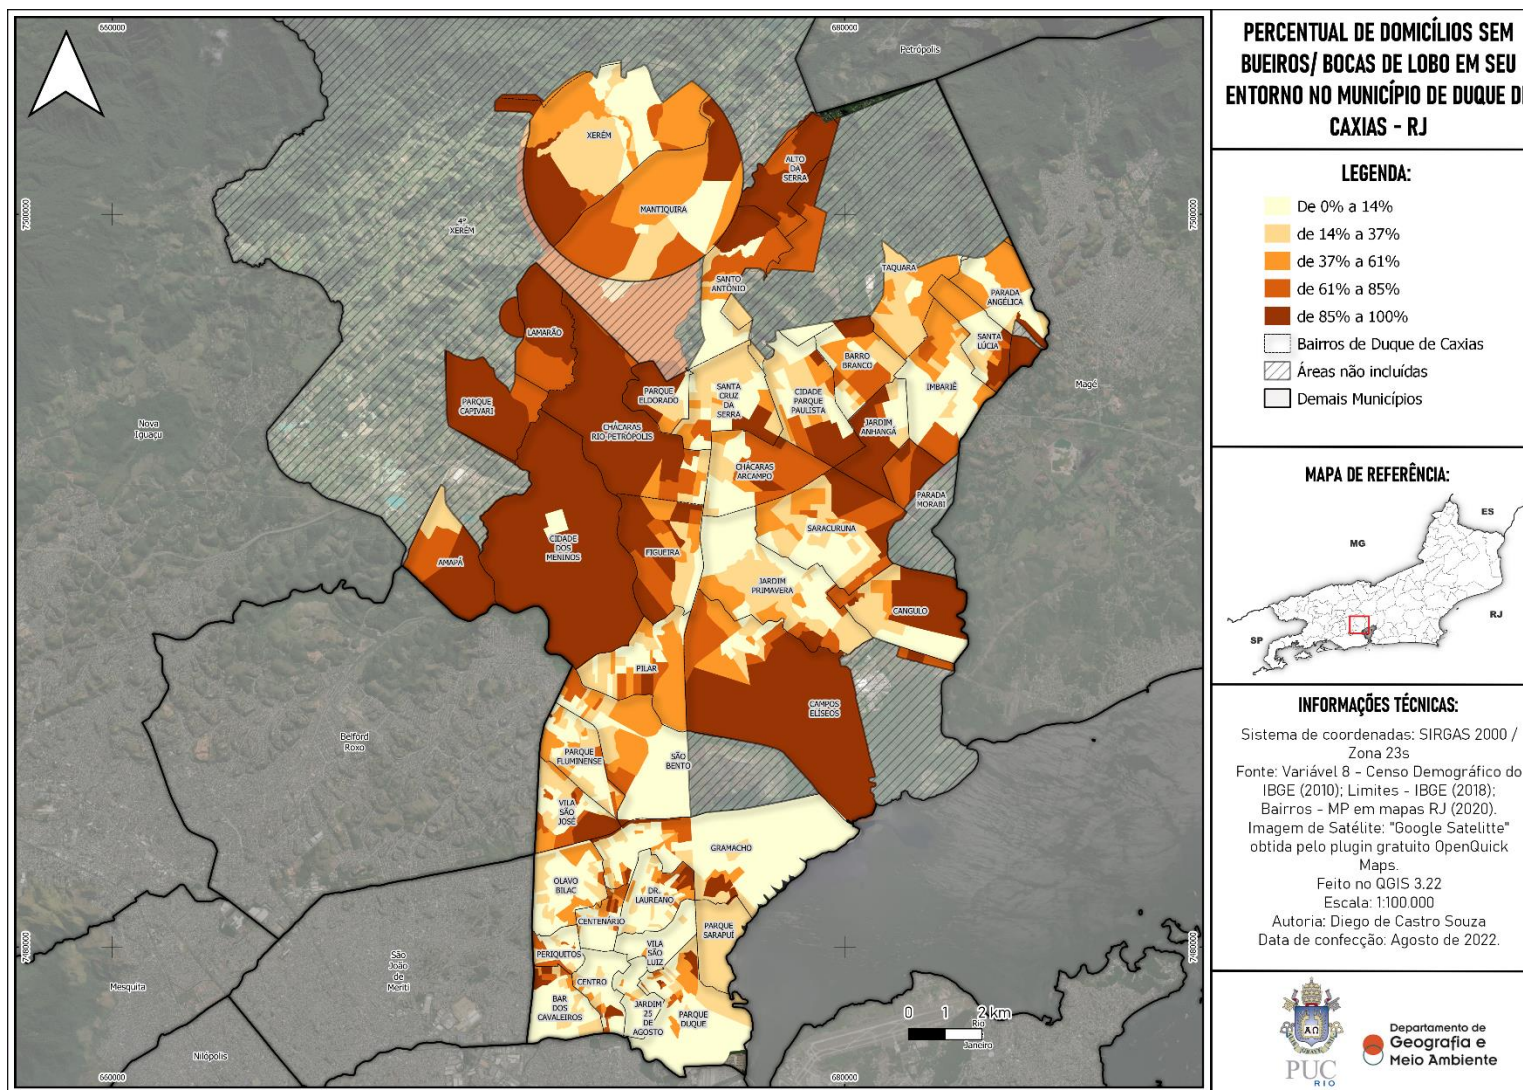 660000
680000
Petrópolis
7500000
7500000
XERÉM
ALTO
DA
SERRA
MANTIQUIRA
4º
XERÉM
TAQUARA
SANTO
ANTÔNIO
PARADA
ANGÉLICA
LAMARÃO
SANTA
LÚCIA
BARRO
BRANCO
Magé
PARQUE
ELDORADO
SANTA
CRUZ
DA
SERRA
CIDADE
PARQUE
PAULISTA
IMBARIÊ
PARQUE
CAPIVARI
Nova
Iguaçu
CHÁCARAS
RIO-PETRÓPOLIS
JARDIM
ANHANGÁ
CHÁCARAS
ARCAMPO
PARADA
MORABI
SARACURUNA
CIDADE
DOS
MENINOS
FIGUEIRA
AMAPÁ
JARDIM
PRIMAVERA
CANGULO
PILAR
CAMPOS
ELÍSEOS
Belford
Roxo
PARQUE
FLUMINENSE
SÃO
BENTO
VILA
SÃO
JOSÉ
GRAMACHO
OLAVO
BILAC
DR.
LAUREANO
CENTENÁRIO
PARQUE
SARAPUÍ
7480000
7480000
PERIQUITOS
VILA
SÃO
LUIZ
São
João
de
Meriti
Mesquita
CENTRO
BAR
DOS
CAVALEIROS
JARDIM
25
DE
AGOSTO
PARQUE
DUQUE
0 1 2 km
Rio
Janeiro
Nilópolis
660000
680000
PERCENTUAL DE DOMICÍLIOS SEM
BUEIROS/ BOCAS DE LOBO EM SEU
ENTORNO NO MUNICÍPIO DE DUQUE D
CAXIAS - RJ
LEGENDA:
De 0% a 14%
de 14% a 37%
de 37% a 61%
de 61% a 85%
de 85% a 100%
Bairros de Duque de Caxias
Áreas não incluídas
Demais Municípios
MAPA DE REFERÊNCIA:
ES
MG
RJ
SP
INFORMAÇÕES TÉCNICAS:
Sistema de coordenadas: SIRGAS 2000 /
Zona 23s
Fonte: Variável 8 - Censo Demográfico do
IBGE (2010); Limites - IBGE (2018);
Bairros - MP em mapas RJ (2020).
Imagem de Satélite: "Google Satelitte"
obtida pelo plugin gratuito OpenQuick
Maps.
Feito no QGIS 3.22
Escala: 1:100.000
Autoria: Diego de Castro Souza
Data de confecção: Agosto de 2022.
PUC
RIO
Departamento de
Geografia e
Meio Ambiente